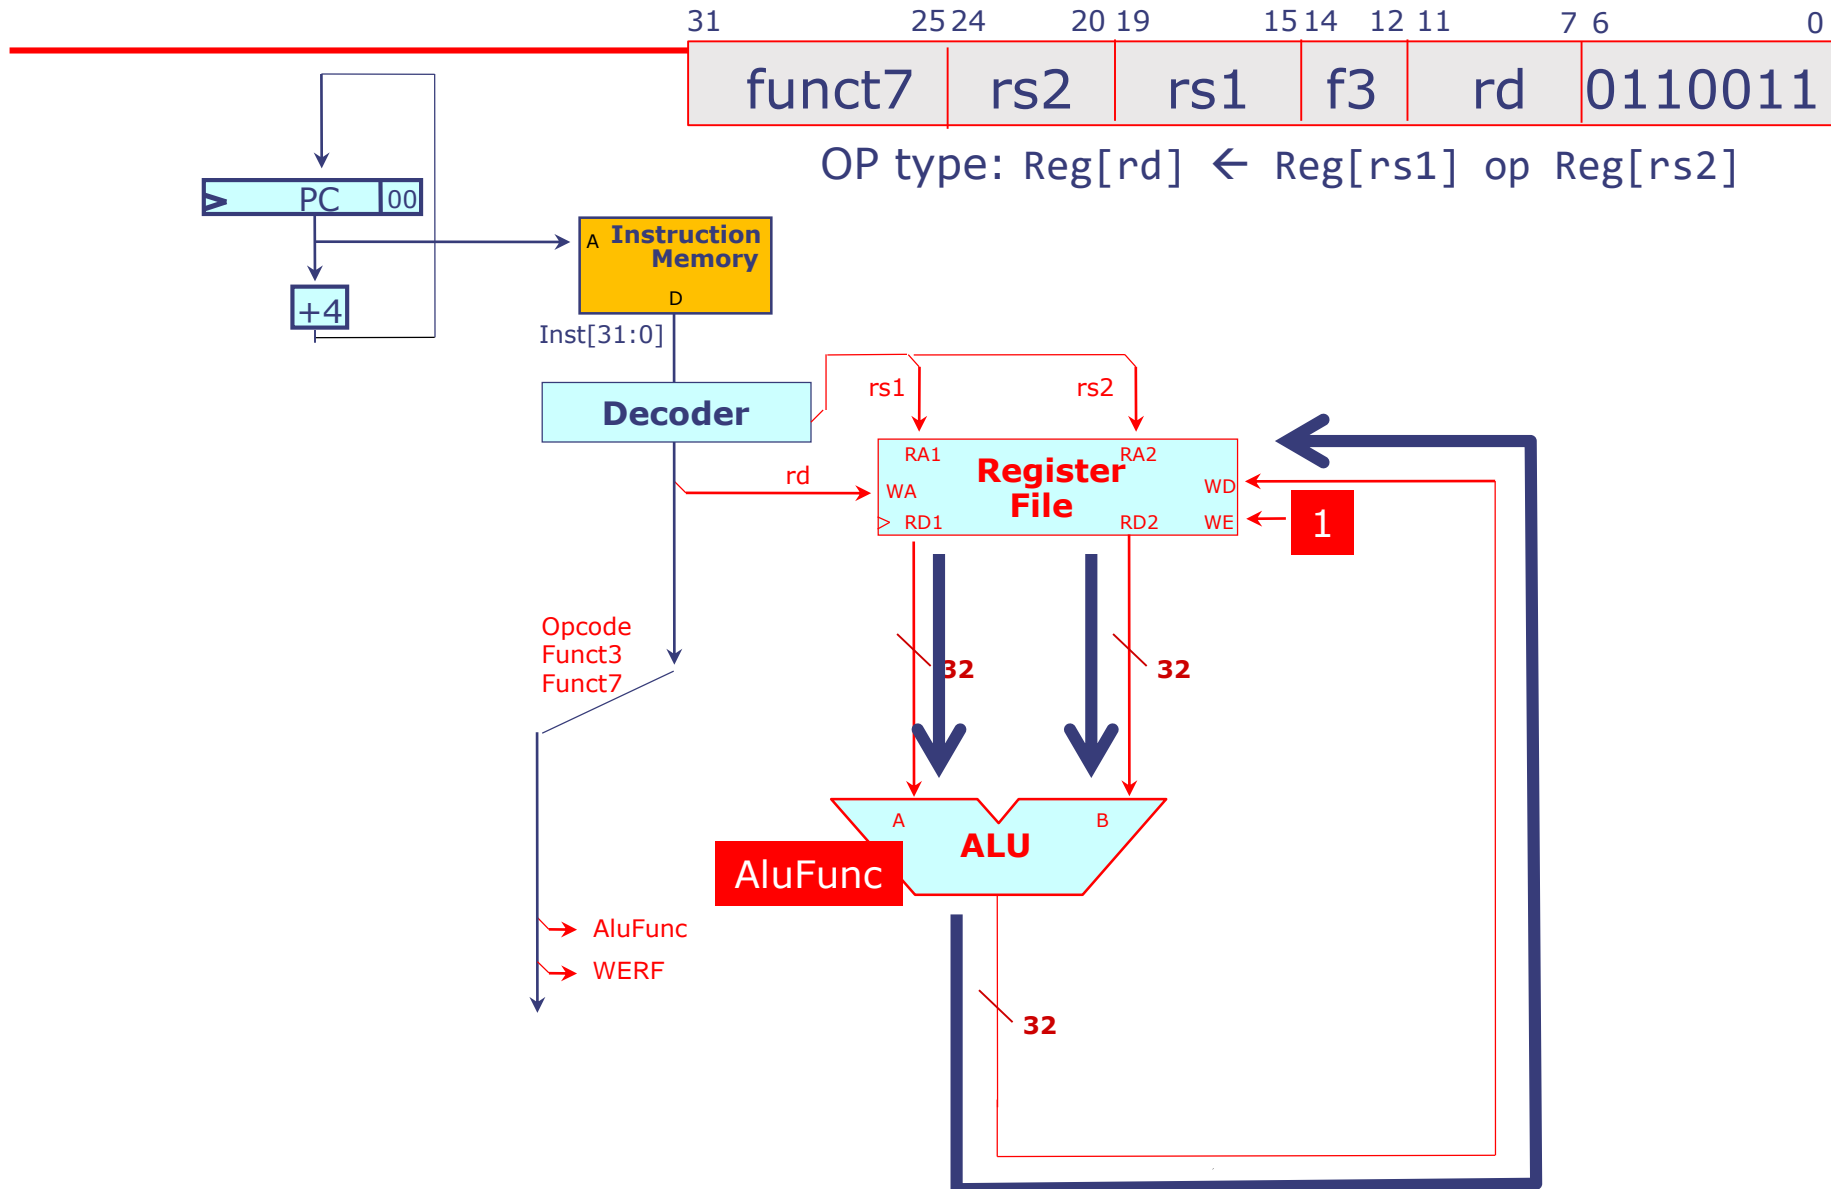 31 25 24 20 19 15 14 12 11 7 6 0
funct7 rs2 rs1 f3 rd 0110011
OP type: Reg[rd] ← Reg[rs1] op Reg[rs2]
PC 00
A Instruction
Memory
D
+4
Inst[31:0]
Decoder
rs1 rs2
RA1 RA2
Register
File
rd
WA
WD
RD1 RD2 WE
1
Opcode
Funct3
Funct7
32 32
A B
ALU
AluFunc
AluFunc
WERF
32